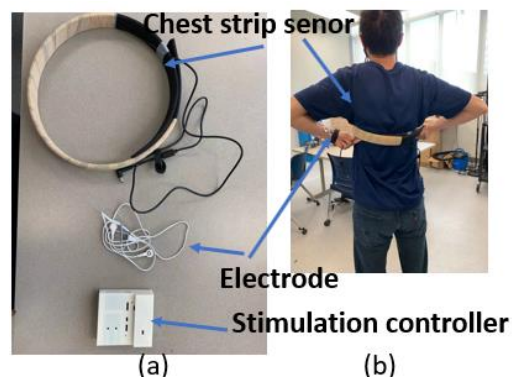 Chest strip senor
Electrode
Stimulation controller
(a)
(b)